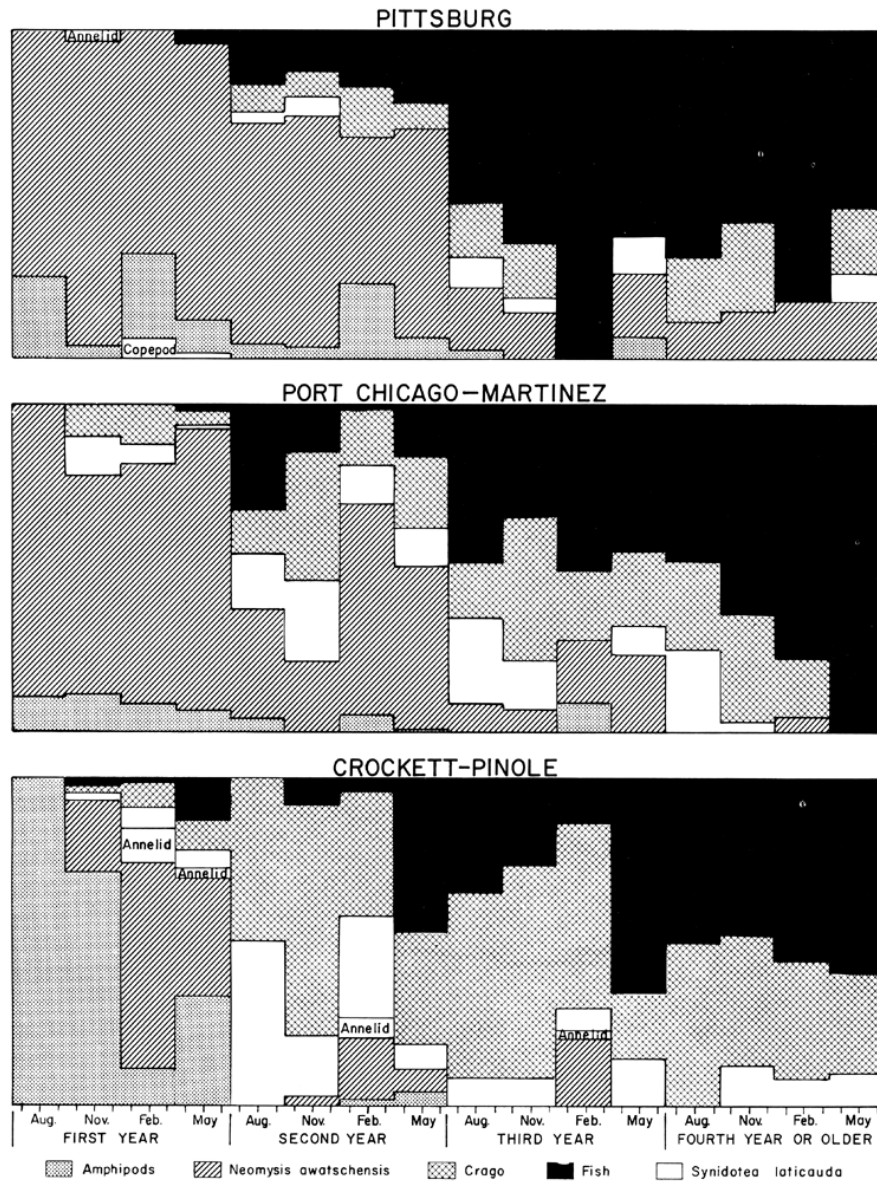 PITTSBURG
Annelid
Copepod
PORT CHICAGO—MARTINEZ
CROCKETT-PINOLE
Annelid
Annelid
Annelid
Annelid
Aug. Nov. Feb. May Aug. Nov. Feb. May Aug. Nov. Feb. May Aug. Nov. Feb. May
FIRST YEAR SECOND YEAR THIRD YEAR FOURTH YEAR OR OLDER
Amphipods Neomysis awatschensis Crago Fish Synidotea laticauda